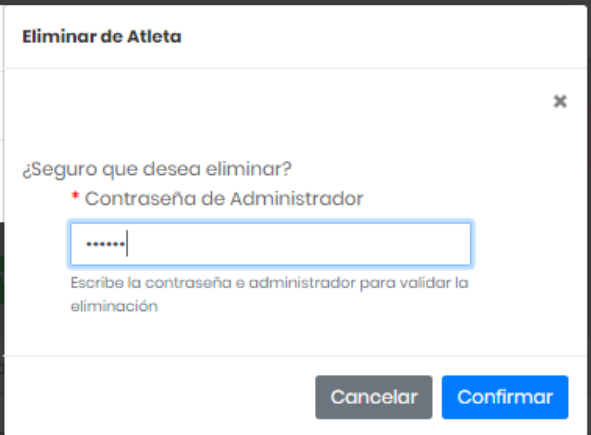 Eliminar de Atleta
×
¿Seguro que desea eliminar?
* Contraseña de Administrador
••••••
Escribe la contraseña e administrador para validar la
eliminación
Cancelar
Confirmar